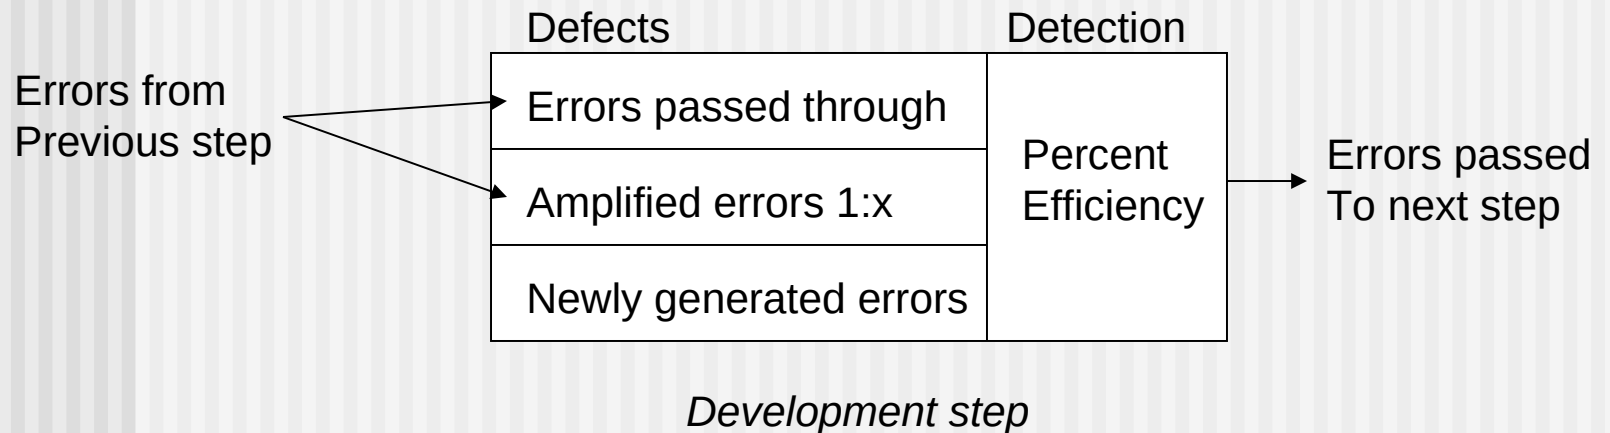 Defects
Detection
Errors from
Previous step
Errors passed through
Amplified errors 1:x
Newly generated errors
Percent
Efficiency
Errors passed
To next step
Development step